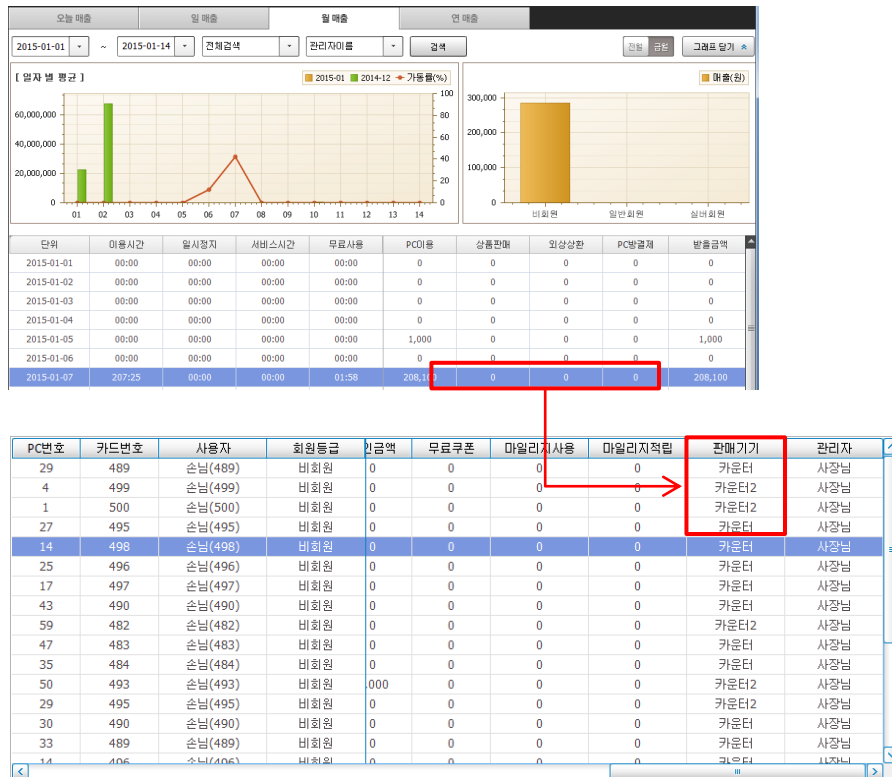 오늘 매출 일 매출 월 매출 연 매출
2015-01-01 ~ 2015-01-14 전체검색 관리자미름 검색 전월 금월 그래프 닫기
[ 일자 별 평균 ] 2015-01 2014-12 가동률(%) 매출(원)
100
300,000
60,000,000 80
60 200,000
40,000,000
40
20,000,000 100,000
20
0 0 0
01 02 03 04 05 06 07 08 09 10 11 12 13 14 비회원 일반회원 실버회원
단위 이용시간 일시정지 서비스시간 무료사용 PC이용 상품판매 외상상환 PC방결제 받을금액
2015-01-01 00:00 00:00 00:00 00:00 0 0 0 0 0
2015-01-02 00:00 00:00 00:00 00:00 0 0 0 0 0
2015-01-03 00:00 00:00 00:00 00:00 0 0 0 0 0
2015-01-04 00:00 00:00 00:00 00:00 0 0 0 0 0
2015-01-05 00:00 00:00 00:00 00:00 1,000 0 0 0 1,000
2015-01-06 00:00 00:00 00:00 00:00 0 0 0 0 0
2015-01-07 207:25 00:00 00:00 01:58 208,100 0 0 0 208,100
PC번호 카드번호 사용자 회원등급 인금액 무료쿠폰 마일리지사용 마일리지적립 판매기기 관리자
29 489 손님(489) 비회원 0 0 0 0 카운터 사장님
4 499 손님(499) 비회원 0 0 0 0 카운터2 사장님
1 500 손님(500) 비회원 0 0 0 0 카운터2 사장님
27 495 손님(495) 비회원 0 0 0 0 카운터 사장님
14 498 손님(498) 비회원 0 0 0 0 카운터 사장님
25 496 손님(496) 비회원 0 0 0 0 카운터 사장님
17 497 손님(497) 비회원 0 0 0 0 카운터 사장님
43 490 손님(490) 비회원 0 0 0 0 카운터 사장님
59 482 손님(482) 비회원 0 0 0 0 카운터2 사장님
47 483 손님(483) 비회원 0 0 0 0 카운터 사장님
35 484 손님(484) 비회원 0 0 0 0 카운터 사장님
50 493 손님(493) 비회원 ,000 0 0 0 카운터2 사장님
29 495 손님(495) 비회원 0 0 0 0 카운터2 사장님
30 490 손님(490) 비회원 0 0 0 0 카운터 사장님
33 489 손님(489) 비회원 0 0 0 0 카운터 사장님
14 496 손님(496) 비회원 0 0 0 0 카운터 사장님